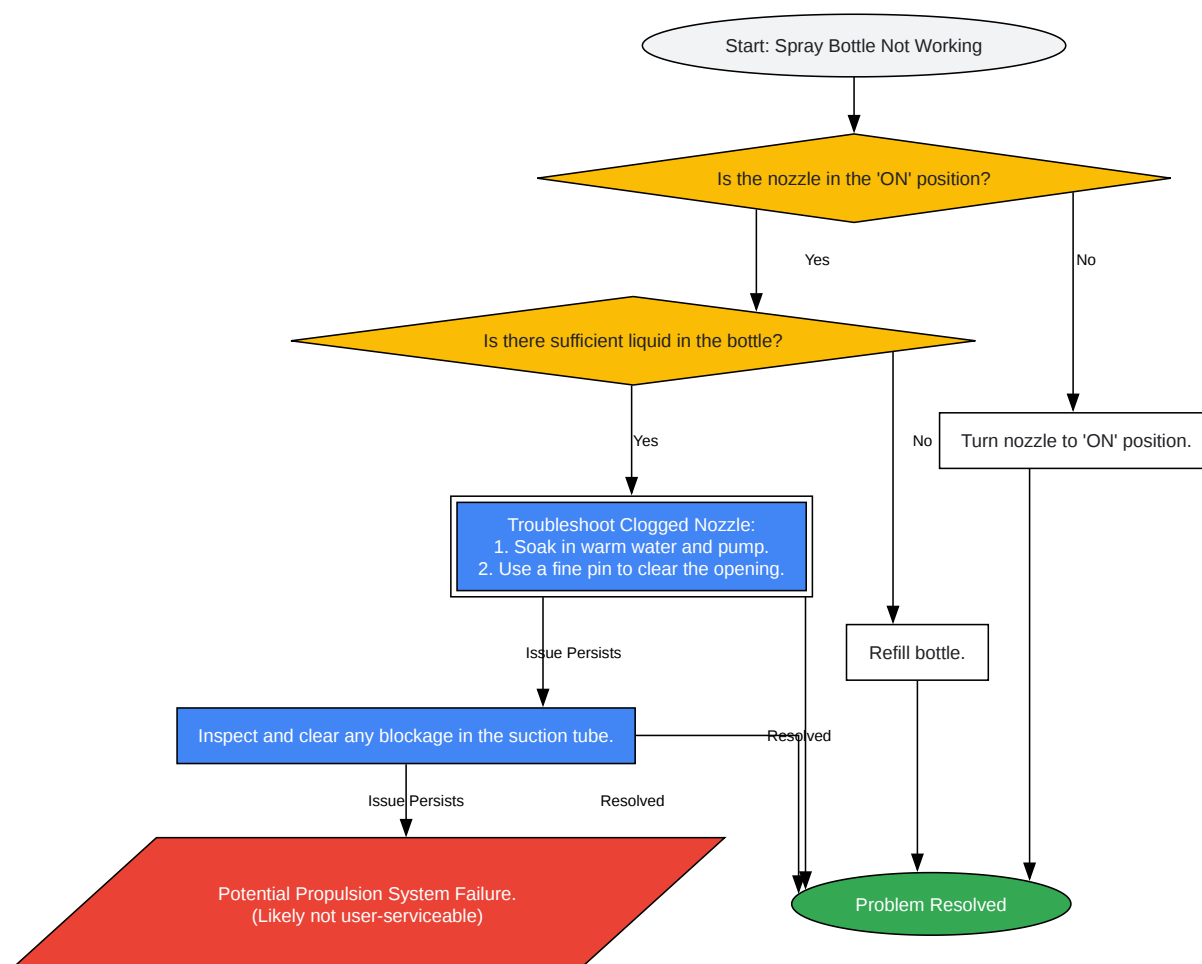 Start: Spray Bottle Not Working
Is the nozzle in the 'ON' position?
Yes
No
Is there sufficient liquid in the bottle?
Yes
No
Turn nozzle to 'ON' position.
Troubleshoot Clogged Nozzle:
1. Soak in warm water and pump.
2. Use a fine pin to clear the opening.
Issue Persists
Refill bottle.
Inspect and clear any blockage in the suction tube.
Resolved
Issue Persists
Resolved
Potential Propulsion System Failure.
(Likely not user-serviceable)
Problem Resolved